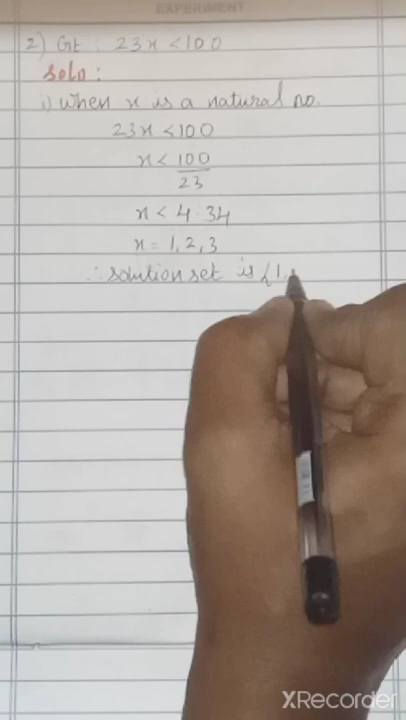 EXPERIMENT
2) Gt : 23x < 100
Soln :
i) when x is a natural no.
23x < 100
x < 100/23
x < 4.34
x = 1, 2, 3
∴ solution set is {1,
XRecorder